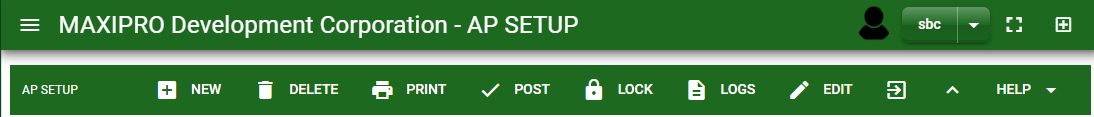 MAXIPRO Development Corporation - AP SETUP sbc
AP SETUP NEW DELETE PRINT POST LOCK LOGS EDIT HELP